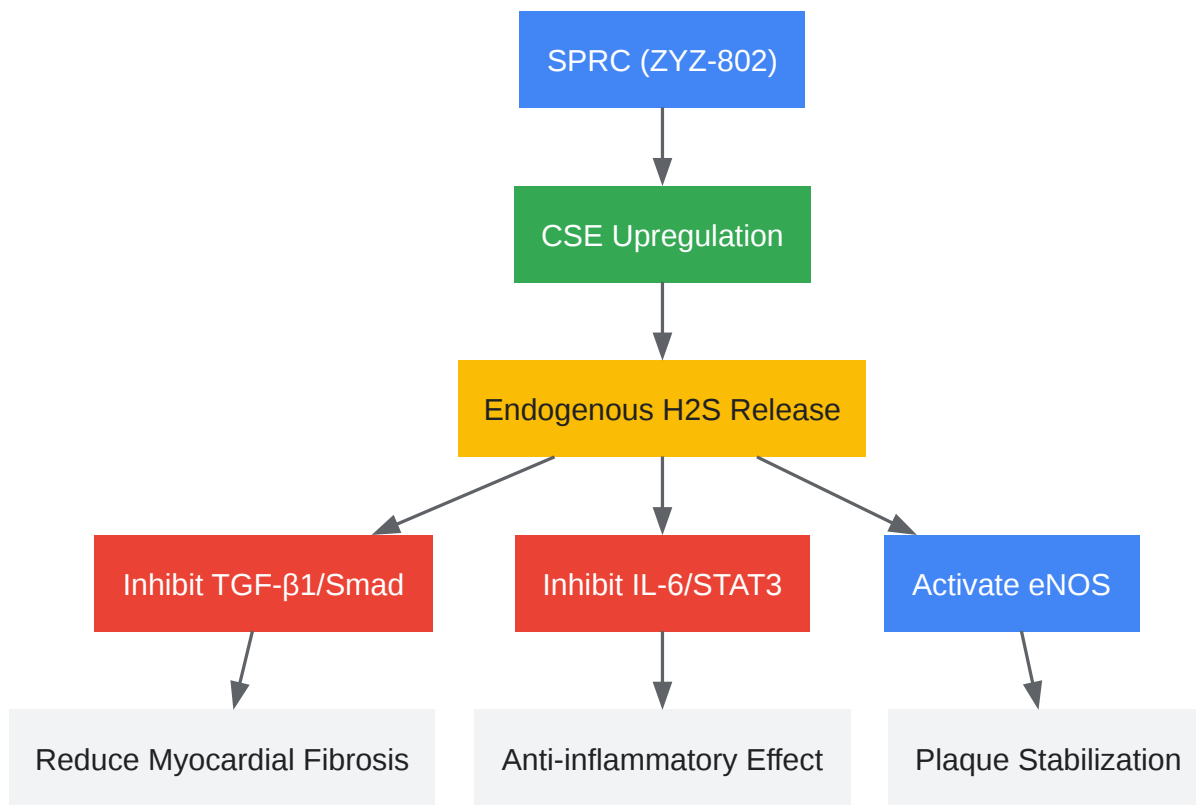 SPRC (ZYZ-802)
CSE Upregulation
Endogenous H2S Release
Inhibit TGF-β1/Smad
Inhibit IL-6/STAT3
Activate eNOS
Reduce Myocardial Fibrosis
Anti-inflammatory Effect
Plaque Stabilization